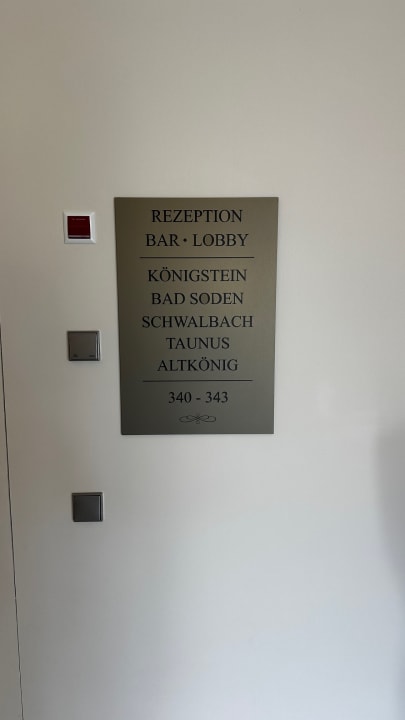 REZEPTION
BAR • LOBBY
KÖNIGSTEIN
BAD SODEN
SCHWALBACH
TAUNUS
ALTKÖNIG
340 - 343